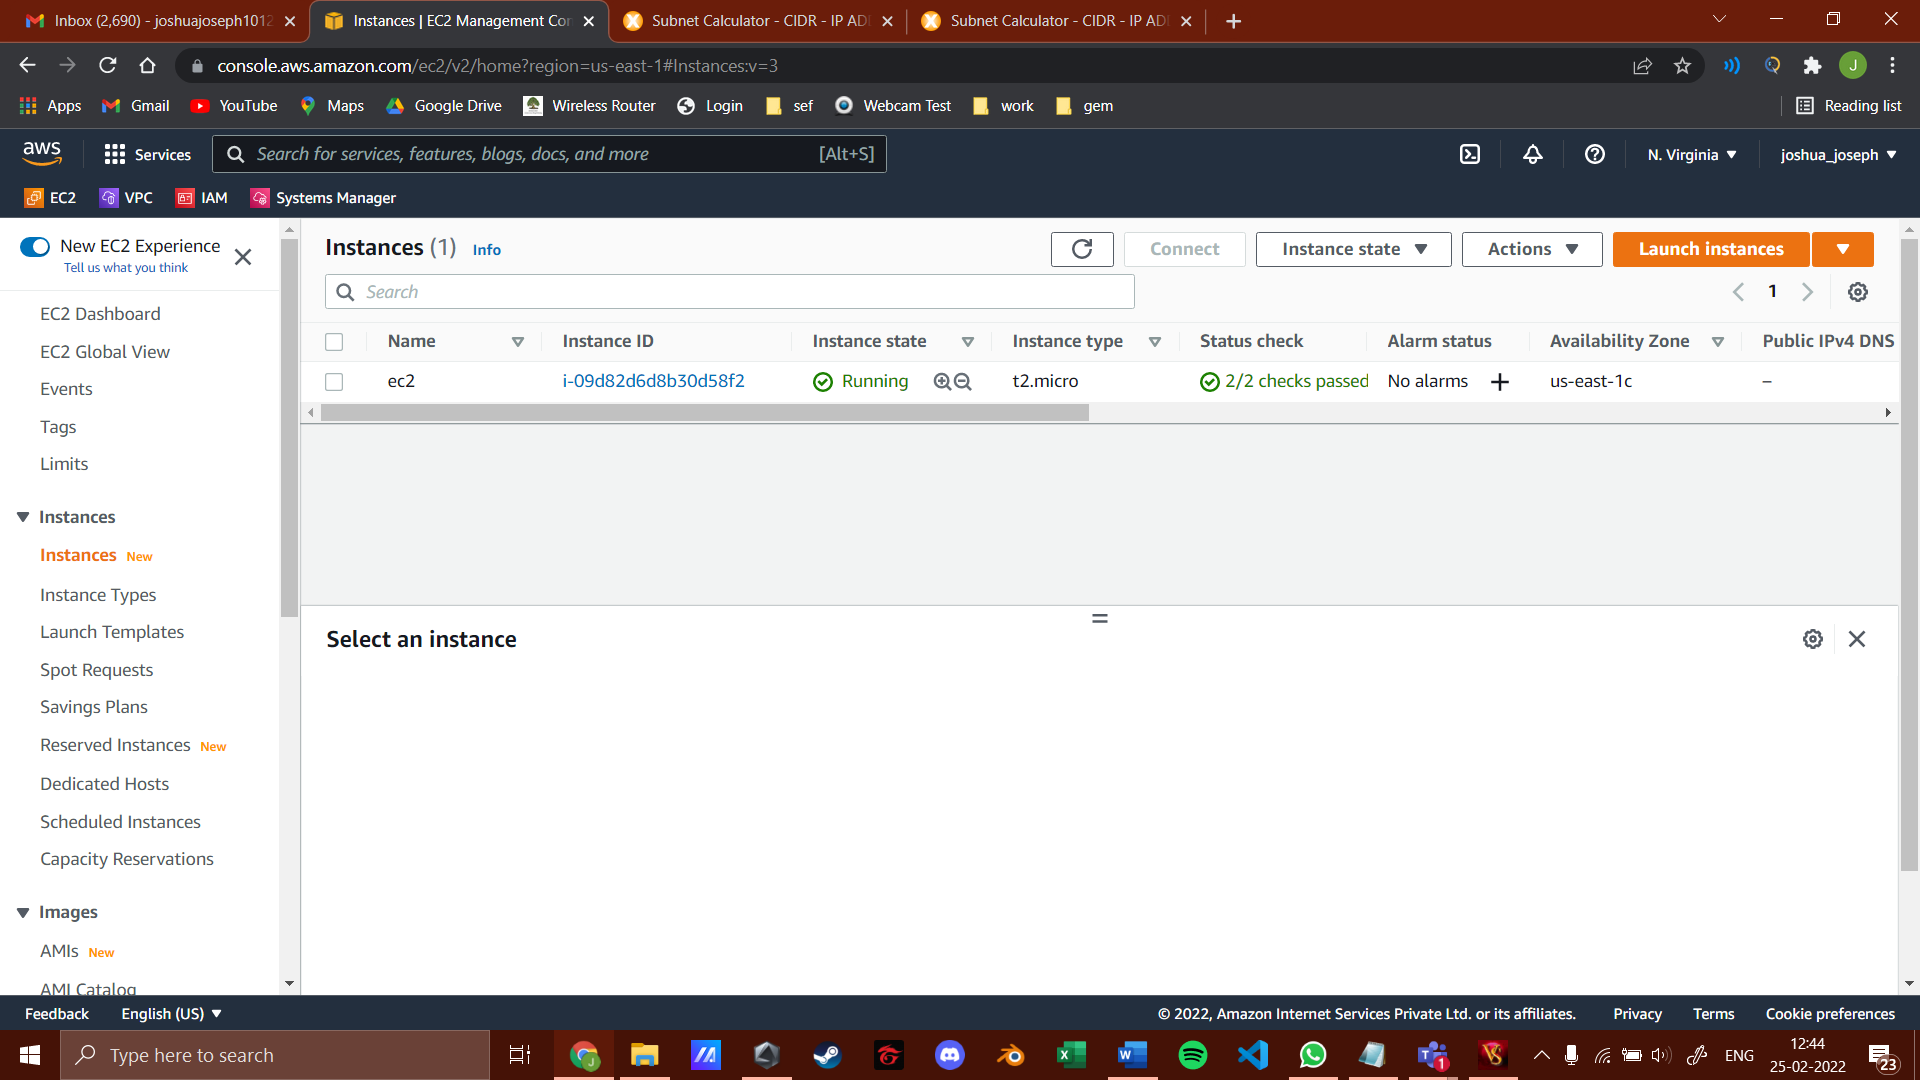 Inbox (2,690) - joshuajoseph1012
Instances | EC2 Management Con
Subnet Calculator - CIDR - IP AD
Subnet Calculator - CIDR - IP AD
console.aws.amazon.com/ec2/v2/home?region=us-east-1#Instances:v=3
J
Apps
Gmail
YouTube
Maps
Google Drive
Wireless Router
Login
sef
Webcam Test
work
gem
Reading list
aws
Services
Search for services, features, blogs, docs, and more
[Alt+S]
N. Virginia
joshua_joseph
EC2
VPC
IAM
Systems Manager
New EC2 Experience
Tell us what you think
EC2 Dashboard
EC2 Global View
Events
Tags
Limits
Instances
Instances New
Instance Types
Launch Templates
Spot Requests
Savings Plans
Reserved Instances New
Dedicated Hosts
Scheduled Instances
Capacity Reservations
Images
AMIs New
AMI Catalog
Instances (1) Info
Connect
Instance state
Actions
Launch instances
Search
1
Name
Instance ID
Instance state
Instance type
Status check
Alarm status
Availability Zone
Public IPv4 DNS
ec2
i-09d82d6d8b30d58f2
Running
t2.micro
2/2 checks passed
No alarms
us-east-1c
–
Select an instance
Feedback
English (US)
© 2022, Amazon Internet Services Private Ltd. or its affiliates.
Privacy
Terms
Cookie preferences
Type here to search
ENG
12:44
25-02-2022
23